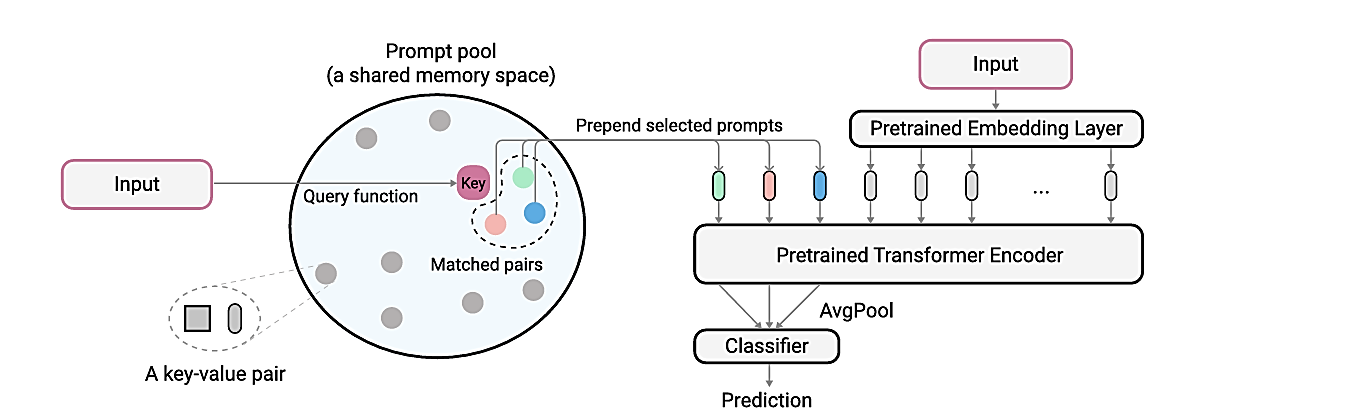 Prompt pool
(a shared memory space)
Input
Query function
Key
Matched pairs
A key-value pair
Prepend selected prompts
Input
Pretrained Embedding Layer
...
Pretrained Transformer Encoder
AvgPool
Classifier
Prediction